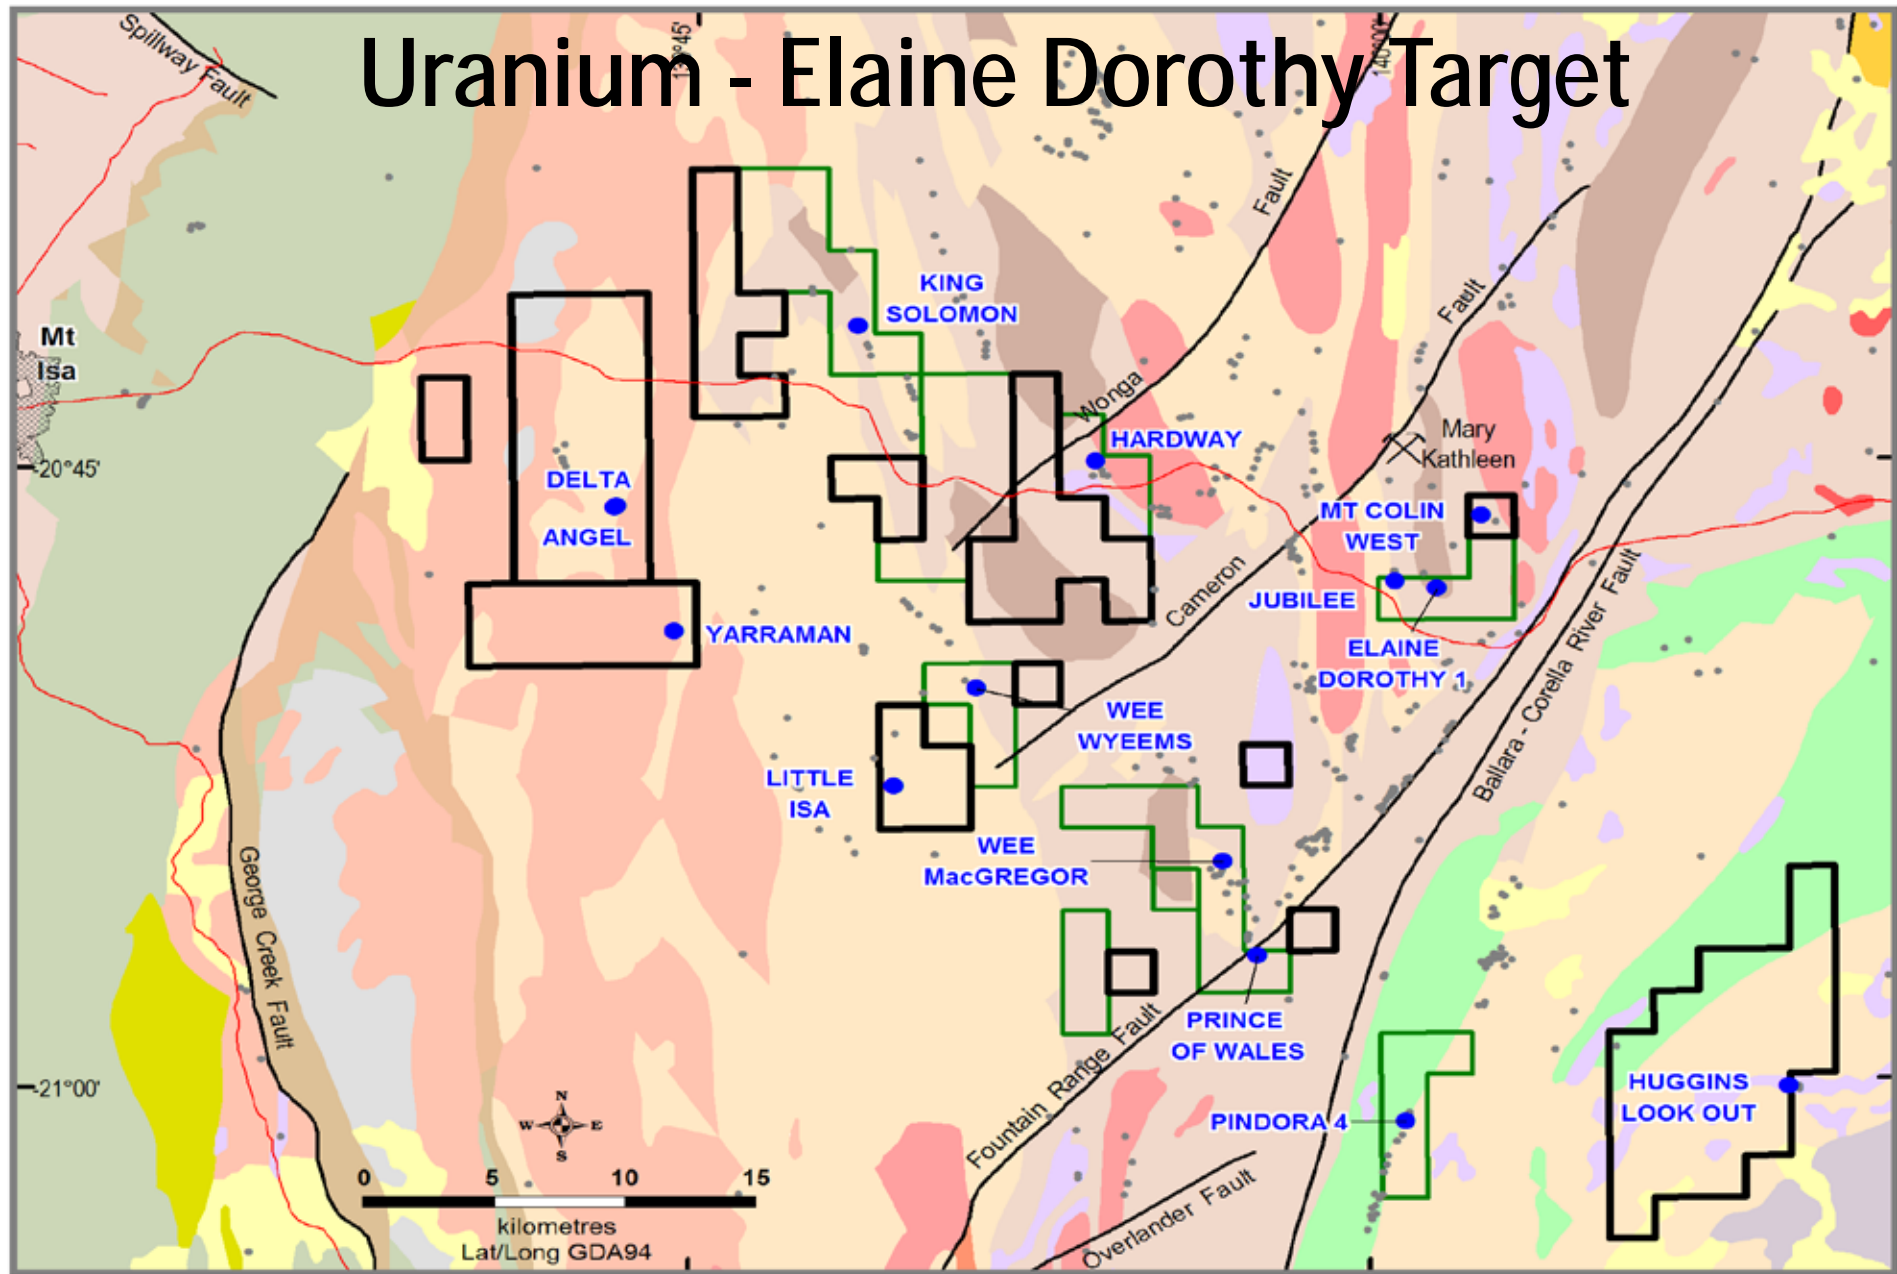 Uranium - Elaine Dorothy Target
Spillway Fault
140°00'
Fault
KING
SOLOMON
Fault
Mt
Isa
Wonga
HARDWAY
Mary
Kathleen
-20°45'
DELTA
ANGEL
MT COLIN
WEST
JUBILEE
Cameron
YARRAMAN
ELAINE
DOROTHY 1
Ballara - Corella River Fault
WEE
WYEEMS
LITTLE
ISA
WEE
MacGREGOR
George Creek Fault
PRINCE
OF WALES
Fountain Range Fault
-21°00'
HUGGINS
LOOK OUT
PINDORA 4
N
W E
S
0 5 10 15
kilometres
Lat/Long GDA94
Overlander Fault